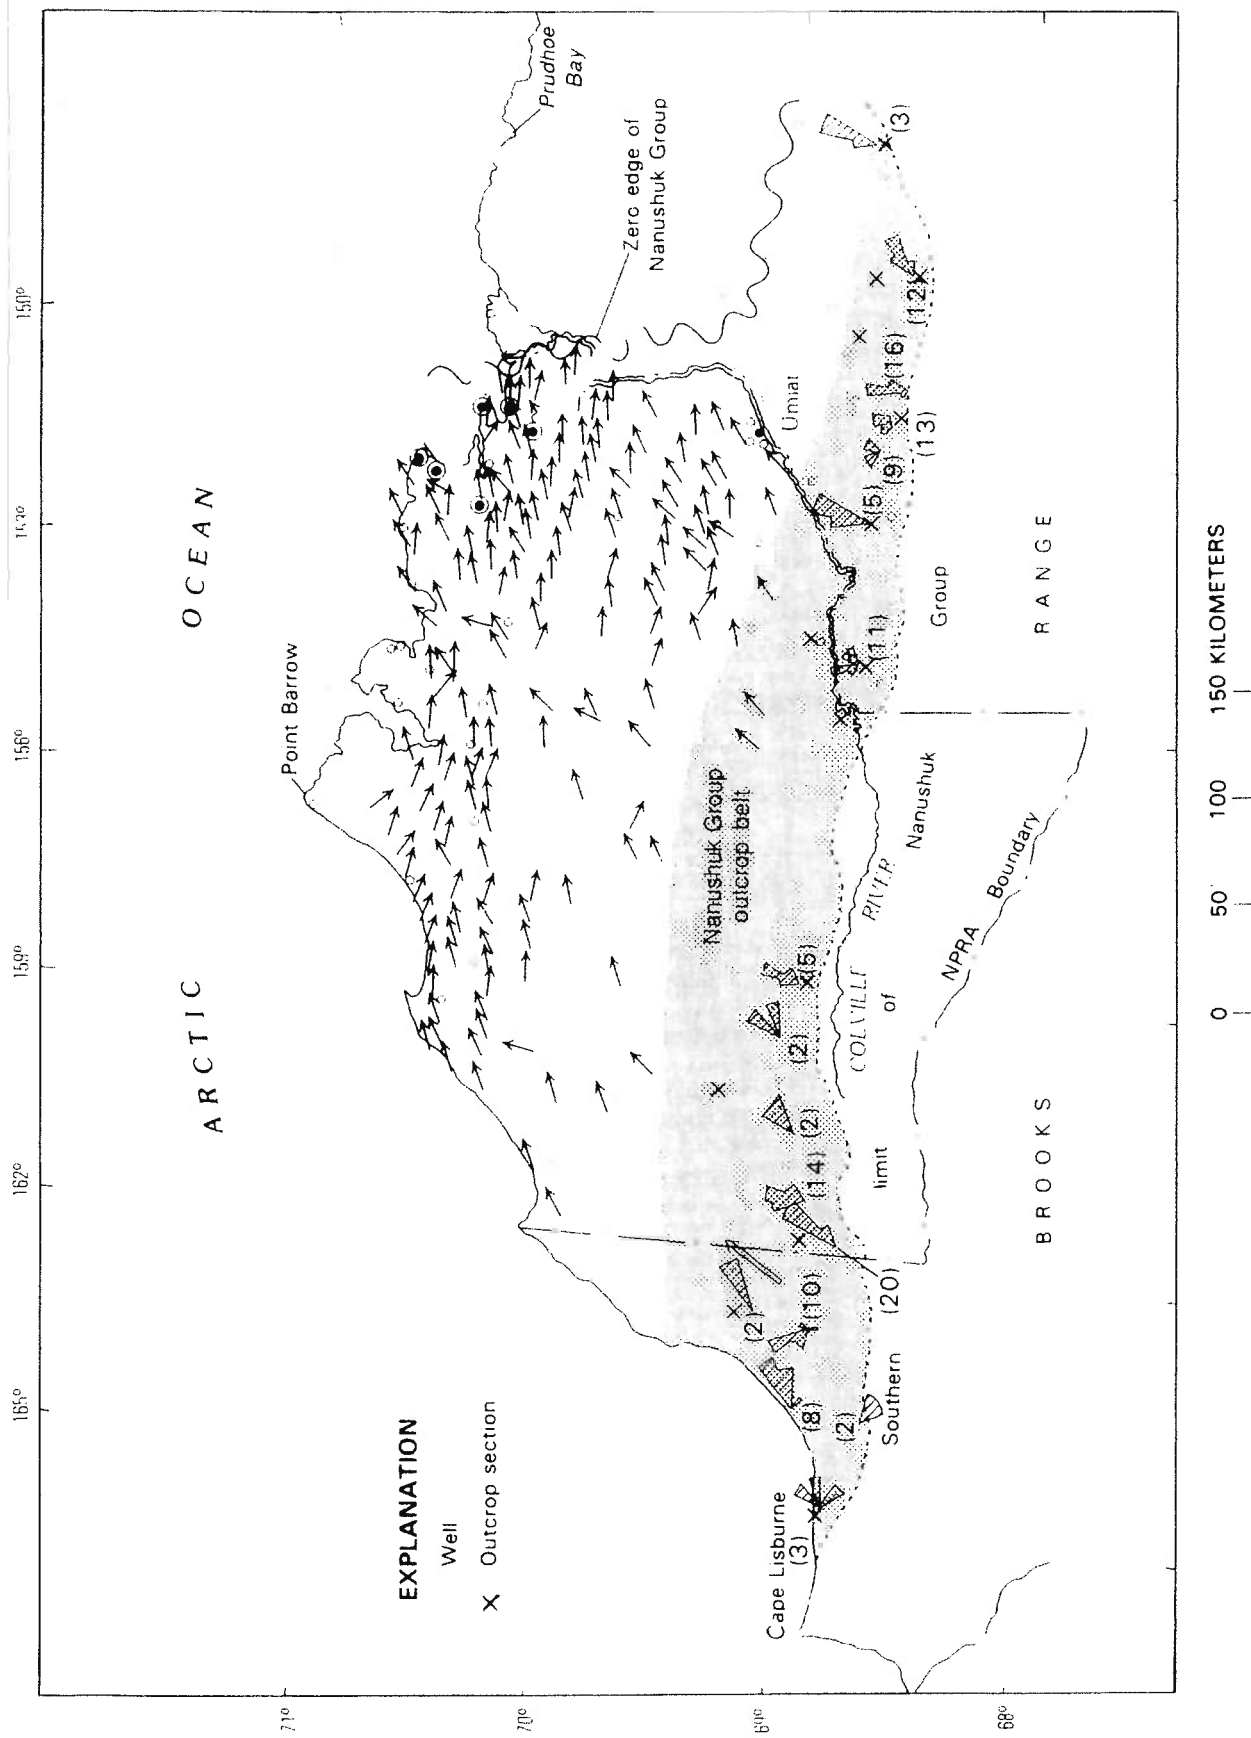 165°
162°
159°
156°
153°
150°
71°
70°
69°
68°
ARCTIC OCEAN
Point Barrow
Prudhoe
Bay
Zero edge of
Nanushuk Group
Umiat
Nanushuk Group
outcrop belt
Cape Lisburne
(3)
(2)
(8)
(10)
(2)
(20)
(14)
(2)
(2)
(5)
(11)
(5)
(9)
(13)
(16)
(12)
(3)
COLVILLE RIVER
Southern limit of Nanushuk Group
NPRA Boundary
BROOKS RANGE
EXPLANATION
Well
X Outcrop section
0 50 100 150 KILOMETERS